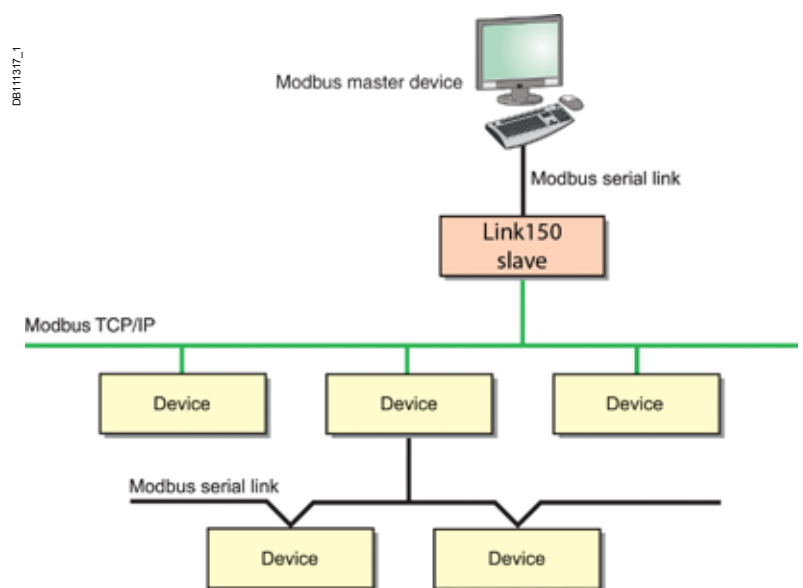 DB111317_1
Modbus master device
Modbus serial link
Link150
slave
Modbus TCP/IP
Device
Device
Device
Modbus serial link
Device
Device